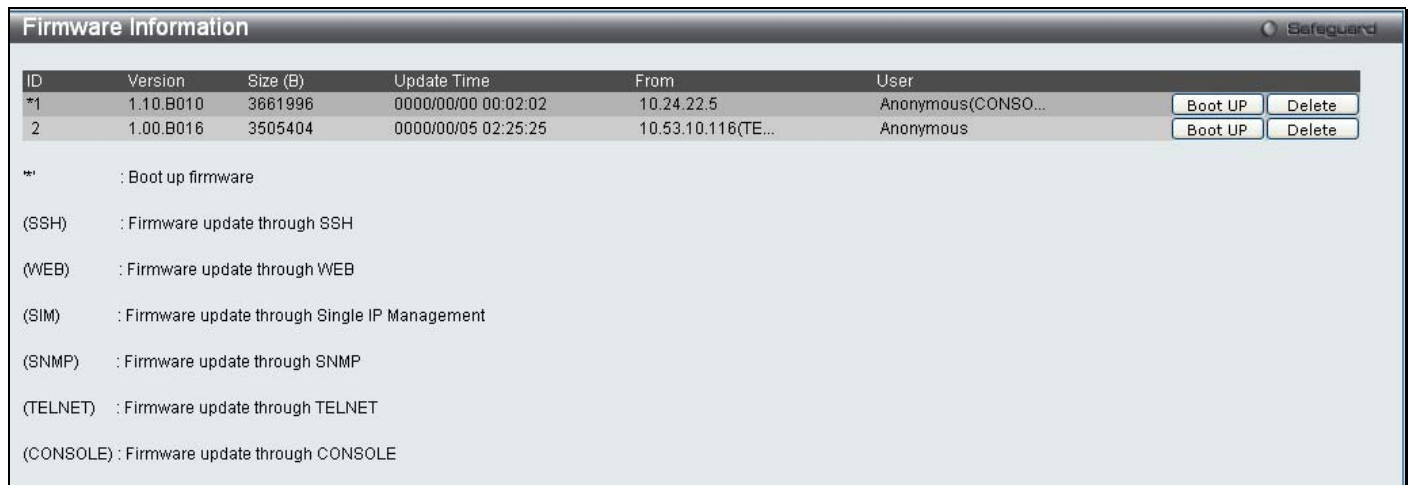 Firmware Information Safeguard
ID Version Size (B) Update Time From User
*1 1.10.B010 3661996 0000/00/00 00:02:02 10.24.22.5 Anonymous(CONSO... Boot UP Delete
2 1.00.B016 3505404 0000/00/05 02:25:25 10.53.10.116(TE... Anonymous Boot UP Delete
'*' : Boot up firmware
(SSH) : Firmware update through SSH
(WEB) : Firmware update through WEB
(SIM) : Firmware update through Single IP Management
(SNMP) : Firmware update through SNMP
(TELNET) : Firmware update through TELNET
(CONSOLE) : Firmware update through CONSOLE